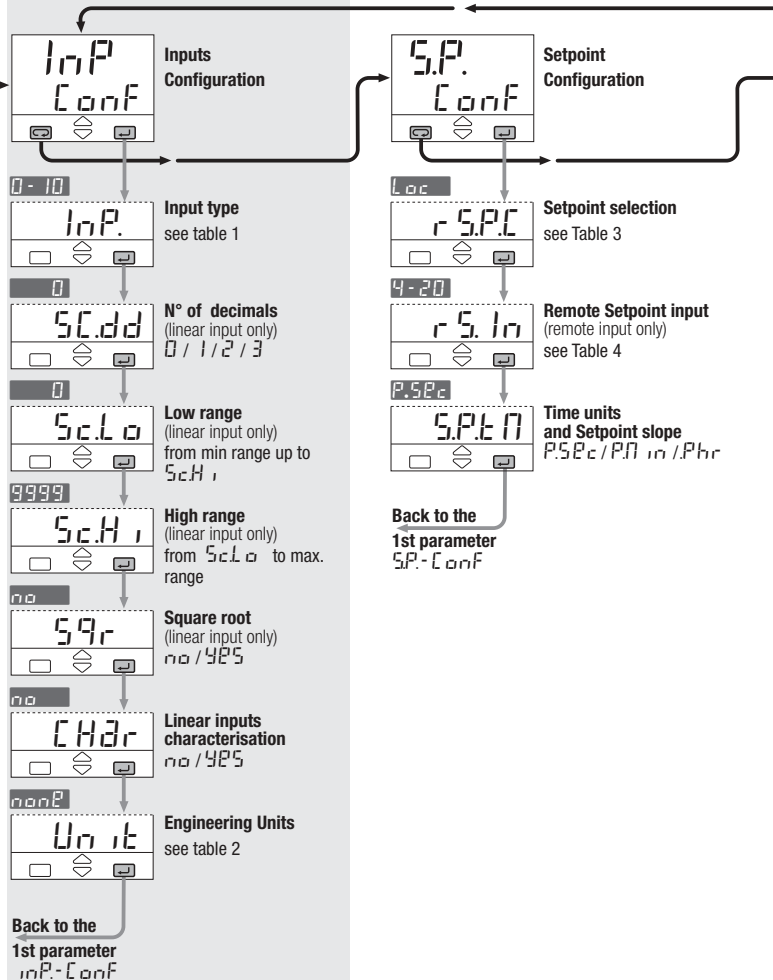 InP
ConF
Inputs
Configuration
0-10
InP.
Input type
see table 1
0
SC.dd
N° of decimals
(linear input only)
0 / 1 / 2 / 3
0
Sc.Lo
Low range
(linear input only)
from min range up to
Sc.Hi
9999
Sc.Hi
High range
(linear input only)
from Sc.Lo to max.
range
no
Sqr
Square root
(linear input only)
no / YES
no
CHar
Linear inputs
characterisation
no / YES
none
Unit
Engineering Units
see table 2
Back to the
1st parameter
inP.-ConF
S.P.
ConF
Setpoint
Configuration
Loc
r S.P.C
Setpoint selection
see Table 3
4-20
r S. In
Remote Setpoint input
(remote input only)
see Table 4
P.SEc
S.P.tM
Time units
and Setpoint slope
P.SEc / P.Min / .Phr
Back to the
1st parameter
S.P.-ConF